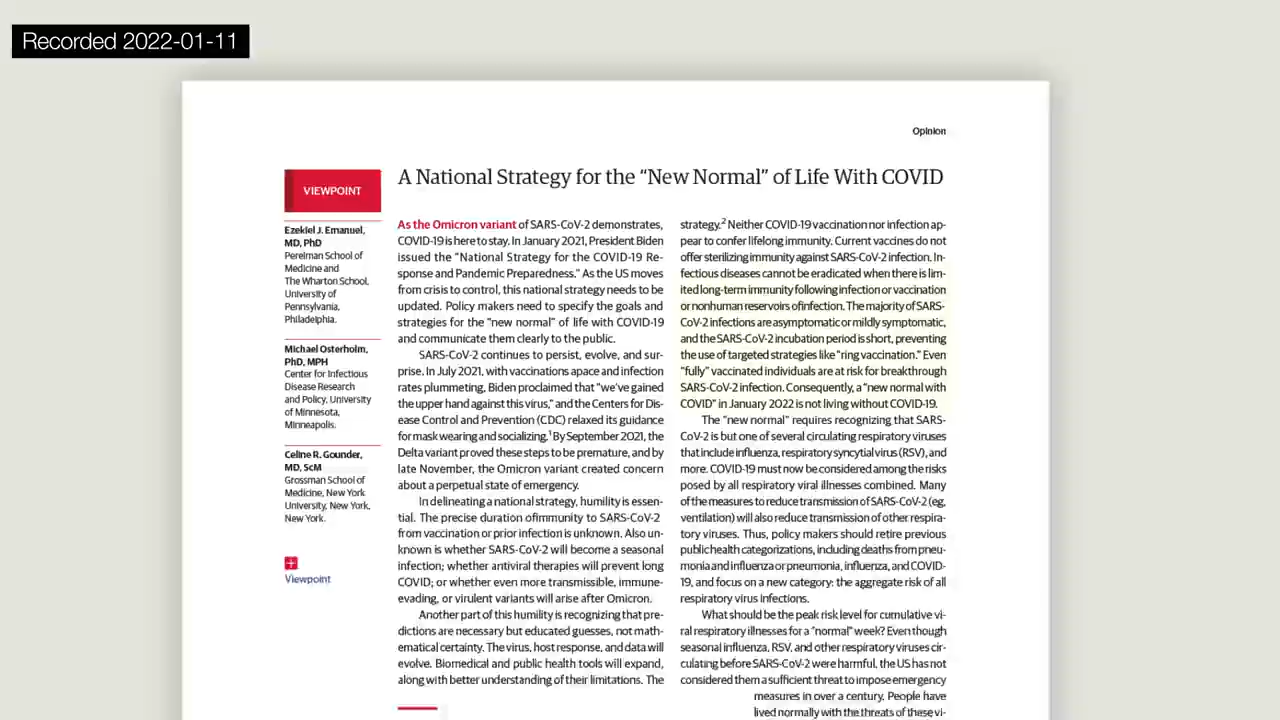 Recorded 2022-01-11
Opinion
VIEWPOINT
Ezekiel J. Emanuel,
MD, PhD
Perelman School of
Medicine and
The Wharton School,
University of
Pennsylvania,
Philadelphia.
Michael Osterholm,
PhD, MPH
Center for Infectious
Disease Research
and Policy, University
of Minnesota,
Minneapolis.
Celine R. Gounder,
MD, ScM
Grossman School of
Medicine, New York
University, New York,
New York.
Viewpoint
A National Strategy for the “New Normal” of Life With COVID
As the Omicron variant of SARS-CoV-2 demonstrates,
COVID-19 is here to stay. In January 2021, President Biden
issued the “National Strategy for the COVID-19 Re-
sponse and Pandemic Preparedness.” As the US moves
from crisis to control, this national strategy needs to be
updated. Policy makers need to specify the goals and
strategies for the “new normal” of life with COVID-19
and communicate them clearly to the public.
SARS-CoV-2 continues to persist, evolve, and sur-
prise. In July 2021, with vaccinations apace and infection
rates plummeting, Biden proclaimed that “we’ve gained
the upper hand against this virus,” and the Centers for Dis-
ease Control and Prevention (CDC) relaxed its guidance
for mask wearing and socializing.¹ By September 2021, the
Delta variant proved these steps to be premature, and by
late November, the Omicron variant created concern
about a perpetual state of emergency.
In delineating a national strategy, humility is essen-
tial. The precise duration of immunity to SARS-CoV-2
from vaccination or prior infection is unknown. Also un-
known is whether SARS-CoV-2 will become a seasonal
infection; whether antiviral therapies will prevent long
COVID; or whether even more transmissible, immune-
evading, or virulent variants will arise after Omicron.
Another part of this humility is recognizing that pre-
dictions are necessary but educated guesses, not math-
ematical certainty. The virus, host response, and data will
evolve. Biomedical and public health tools will expand,
along with better understanding of their limitations. The
strategy.² Neither COVID-19 vaccination nor infection ap-
pear to confer lifelong immunity. Current vaccines do not
offer sterilizing immunity against SARS-CoV-2 infection. In-
fectious diseases cannot be eradicated when there is lim-
ited long-term immunity following infection or vaccination
or nonhuman reservoirs of infection. The majority of SARS-
CoV-2 infections are asymptomatic or mildly symptomatic,
and the SARS-CoV-2 incubation period is short, preventing
the use of targeted strategies like “ring vaccination.” Even
“fully” vaccinated individuals are at risk for breakthrough
SARS-CoV-2 infection. Consequently, a “new normal with
COVID” in January 2022 is not living without COVID-19.
The “new normal” requires recognizing that SARS-
CoV-2 is but one of several circulating respiratory viruses
that include influenza, respiratory syncytial virus (RSV), and
more. COVID-19 must now be considered among the risks
posed by all respiratory viral illnesses combined. Many
of the measures to reduce transmission of SARS-CoV-2 (eg,
ventilation) will also reduce transmission of other respira-
tory viruses. Thus, policy makers should retire previous
public health categorizations, including deaths from pneu-
monia and influenza or pneumonia, influenza, and COVID-
19, and focus on a new category: the aggregate risk of all
respiratory virus infections.
What should be the peak risk level for cumulative vi-
ral respiratory illnesses for a “normal” week? Even though
seasonal influenza, RSV, and other respiratory viruses cir-
culating before SARS-CoV-2 were harmful, the US has not
considered them a sufficient threat to impose emergency
measures in over a century. People have
lived normally with the threats of these vi-